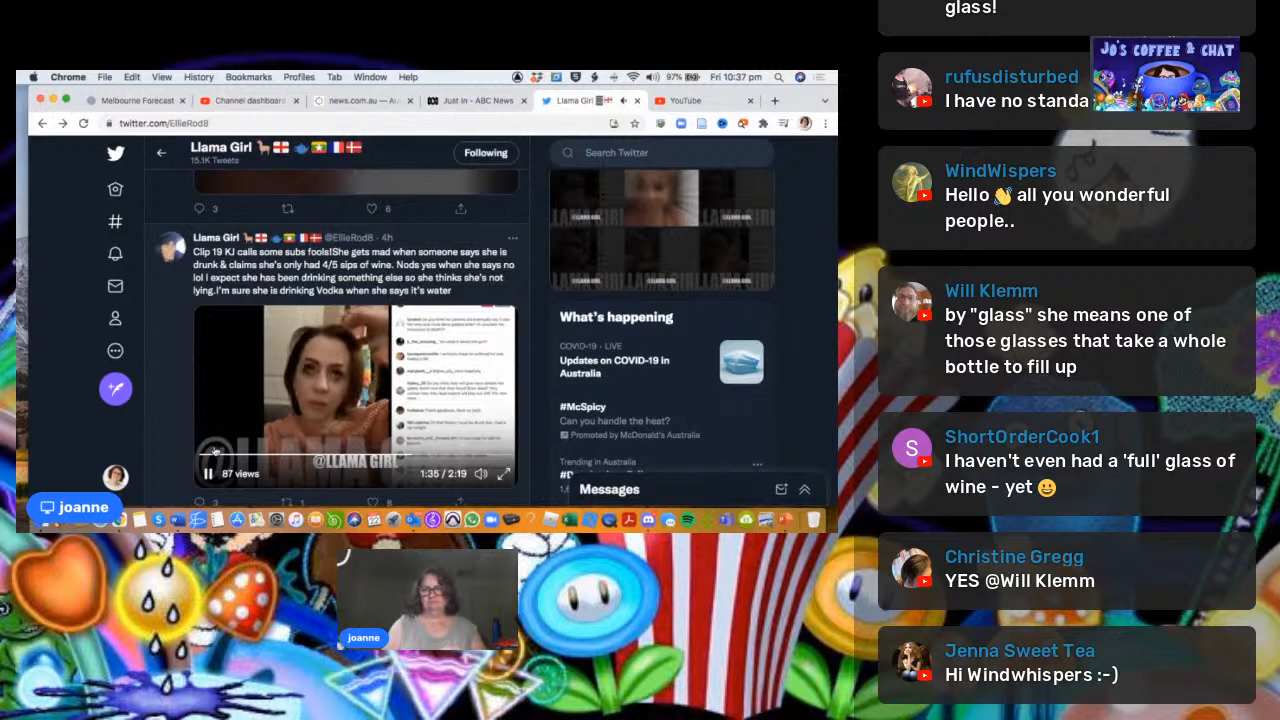 Chrome File Edit View History Bookmarks Profiles Tab Window Help 97% Fri 10:37 pm
Melbourne Forecast
Channel dashboard
news.com.au — Au
Just In - ABC News
Llama Girl
YouTube
twitter.com/EllieRod8
Llama Girl
15.1K Tweets
Following
Search Twitter
3 6
Llama Girl @EllieRod8 · 4h
Clip 19 KJ calls some subs fools!She gets mad when someone says she is
drunk & claims she's only had 4/5 sips of wine. Nods yes when she says no
lol I expect she has been drinking something else so she thinks she's not
lying.I'm sure she is drinking Vodka when she says it's water
@LLAMA GIRL
87 views
1:35 / 2:19
3 1 8
LLAMA GIRL
What's happening
COVID-19 · LIVE
Updates on COVID-19 in
Australia
#McSpicy
Can you handle the heat?
Promoted by McDonald's Australia
Trending in Australia
Messages
joanne
joanne
glass!
JO'S COFFEE & CHAT
rufusdisturbed
I have no standa
WindWispers
Hello 👋 all you wonderful
people..
Will Klemm
by "glass" she means the new
wine glasses that take a whole
bottle to fill up
S
ShortOrderCook1
I haven't even had a 'full' glass of
wine - yet 😀
Christine Gregg
YES @Will Klemm
Jenna Sweet Tea
Hi Windwhispers :-)